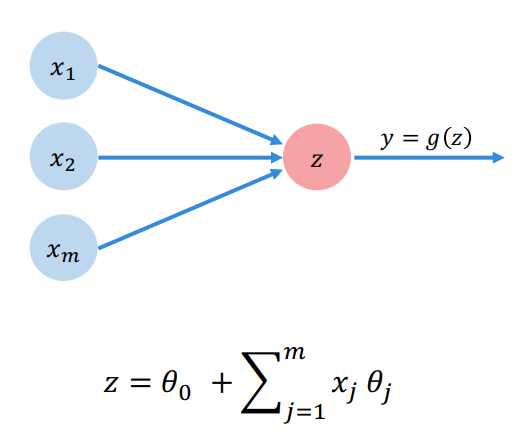 x₁
x₂
xₘ
z
y = g(z)
z = θ₀ + ∑ⱼ₌₁ᵐ xⱼ θⱼ